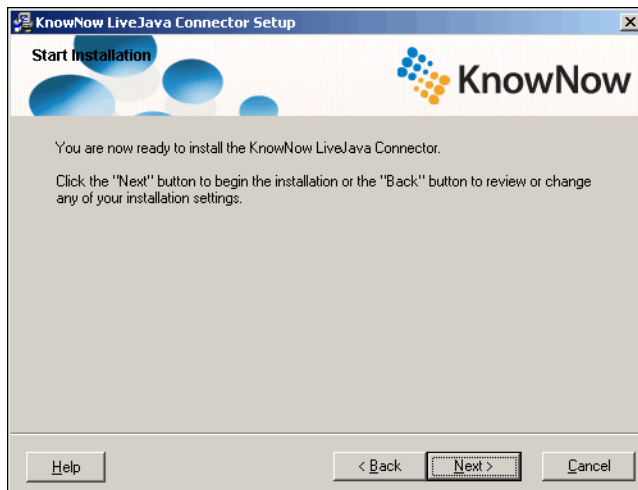 KnowNow LiveJava Connector Setup
Start Installation
KnowNow
You are now ready to install the KnowNow LiveJava Connector.
Click the "Next" button to begin the installation or the "Back" button to review or change
any of your installation settings.
Help
< Back
Next >
Cancel